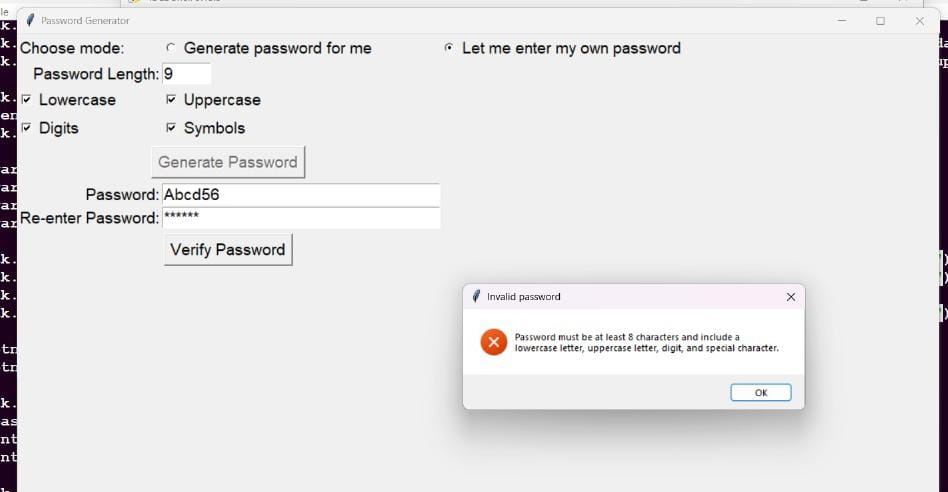 Password Generator
Choose mode: Generate password for me Let me enter my own password
Password Length: 9
Lowercase Uppercase
Digits Symbols
Generate Password
Password: Abcd56
Re-enter Password: ******
Verify Password
Invalid password
Password must be at least 8 characters and include a
lowercase letter, uppercase letter, digit, and special character.
OK